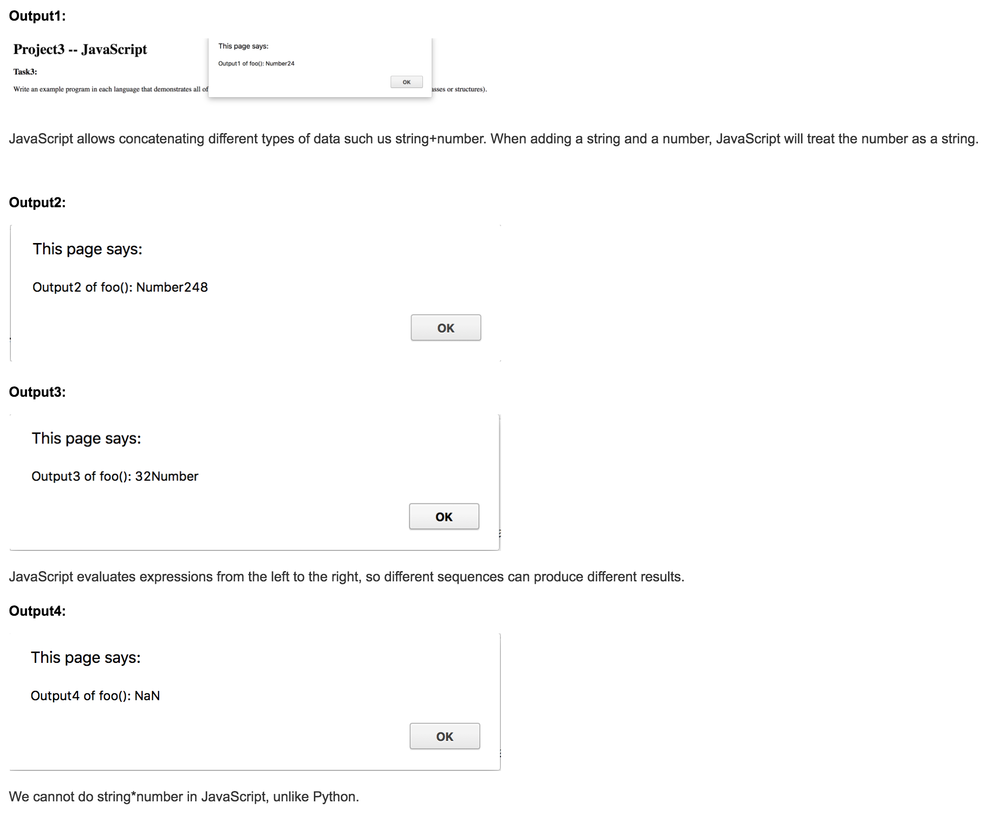 Output1:
Project3 -- JavaScript
This page says:
Output1 of foo(): Number24
Task3:
OK
Write an example program in each language that demonstrates all of
asses or structures).
JavaScript allows concatenating different types of data such us string+number. When adding a string and a number, JavaScript will treat the number as a string.
Output2:
This page says:
Output2 of foo(): Number248
OK
Output3:
This page says:
Output3 of foo(): 32Number
OK
JavaScript evaluates expressions from the left to the right, so different sequences can produce different results.
Output4:
This page says:
Output4 of foo(): NaN
OK
We cannot do string*number in JavaScript, unlike Python.